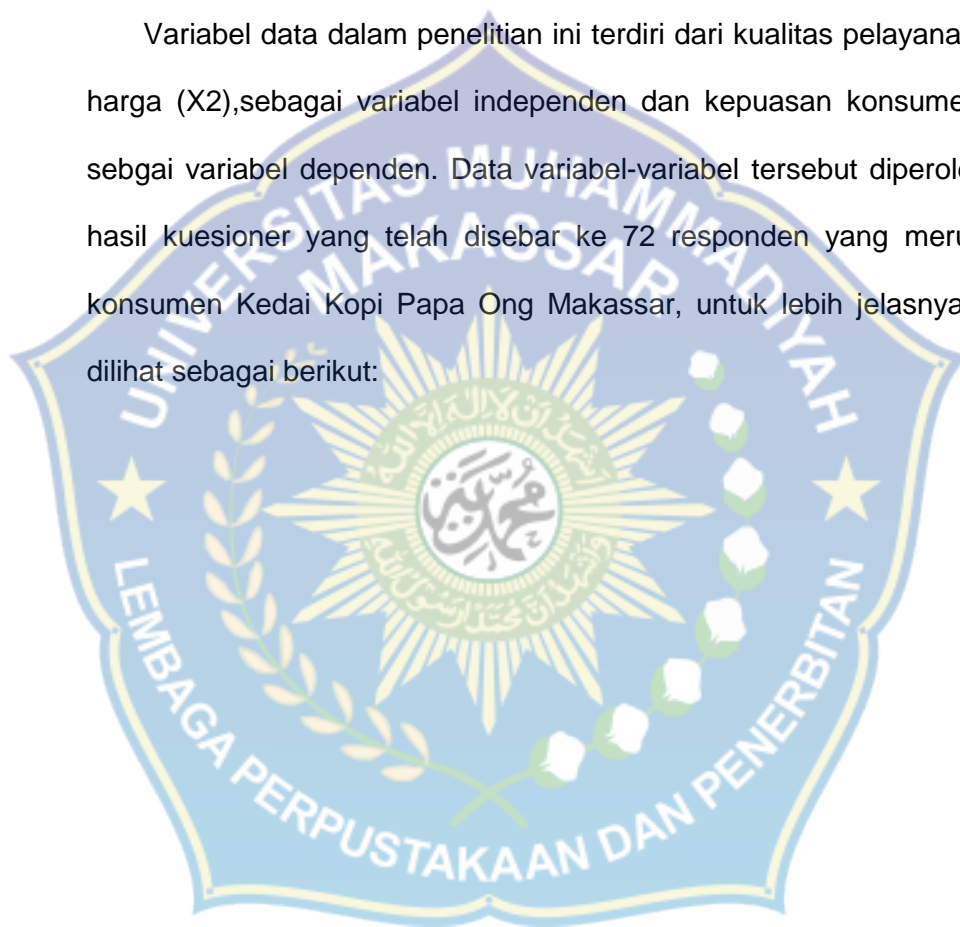 Variabel data dalam penelitian ini terdiri dari kualitas pelayana
harga (X2),sebagai variabel independen dan kepuasan konsume
sebgai variabel dependen. Data variabel-variabel tersebut diperol
hasil kuesioner yang telah disebar ke 72 responden yang meru
konsumen Kedai Kopi Papa Ong Makassar, untuk lebih jelasnya
dilihat sebagai berikut:
UNIVERSITAS MUHAMMADIYAH
MAKASSAR
LEMBAGA PERPUSTAKAAN DAN PENERBITAN